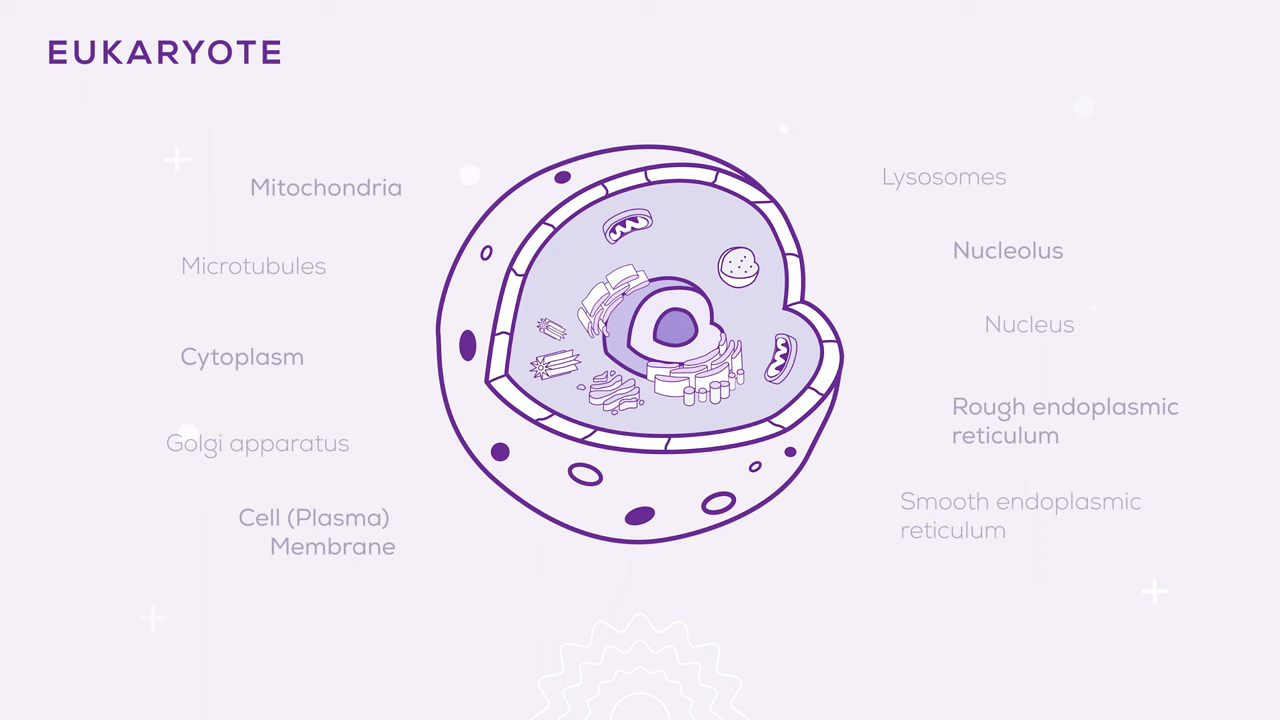 EUKARYOTE
Mitochondria
Microtubules
Cytoplasm
Golgi apparatus
Cell (Plasma)
Membrane
Lysosomes
Nucleolus
Nucleus
Rough endoplasmic
reticulum
Smooth endoplasmic
reticulum